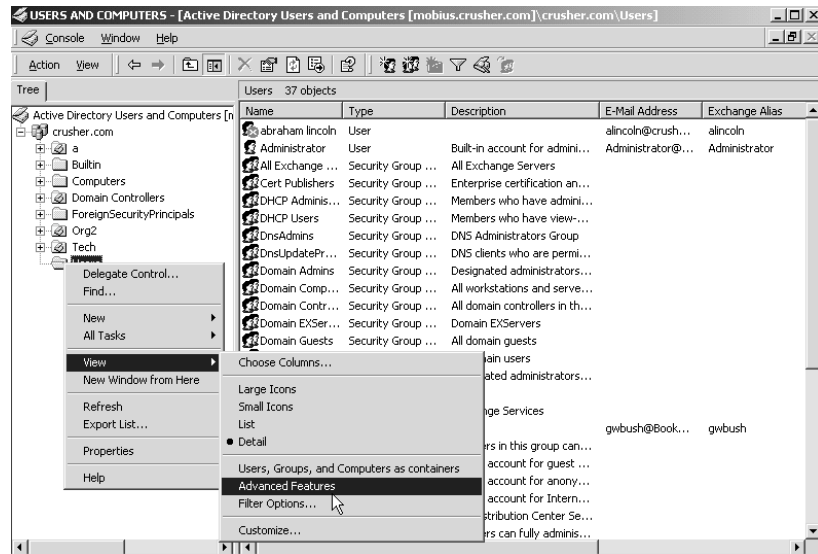 USERS AND COMPUTERS - [Active Directory Users and Computers [mobius.crusher.com]\crusher.com\Users]
Console Window Help
Action View
Tree
Users 37 objects
Active Directory Users and Computers [n
crusher.com
a
Builtin
Computers
Domain Controllers
ForeignSecurityPrincipals
Org2
Tech
Name Type Description E-Mail Address Exchange Alias
abraham lincoln User alincoln@crush... alincoln
Administrator User Built-in account for admini... Administrator@... Administrator
All Exchange ... Security Group ... All Exchange Servers
Cert Publishers Security Group ... Enterprise certification an...
DHCP Adminis... Security Group ... Members who have admini...
DHCP Users Security Group ... Members who have view-...
DnsAdmins Security Group ... DNS Administrators Group
DnsUpdatePr... Security Group ... DNS clients who are permi...
Domain Admins Security Group ... Designated administrators...
Domain Comp... Security Group ... All workstations and serve...
Domain Contr... Security Group ... All domain controllers in th...
Domain EXSer... Security Group ... Domain EXServers
Domain Guests Security Group ... All domain guests
ain users
ated administrators...
nge Services
gwbush@Book... gwbush
ers in this group can...
account for guest ...
account for anony...
account for Intern...
stribution Center Se...
ers can fully adminis...
Delegate Control...
Find...
New
All Tasks
View
New Window from Here
Refresh
Export List...
Properties
Help
Choose Columns...
Large Icons
Small Icons
List
Detail
Users, Groups, and Computers as containers
Advanced Features
Filter Options...
Customize...